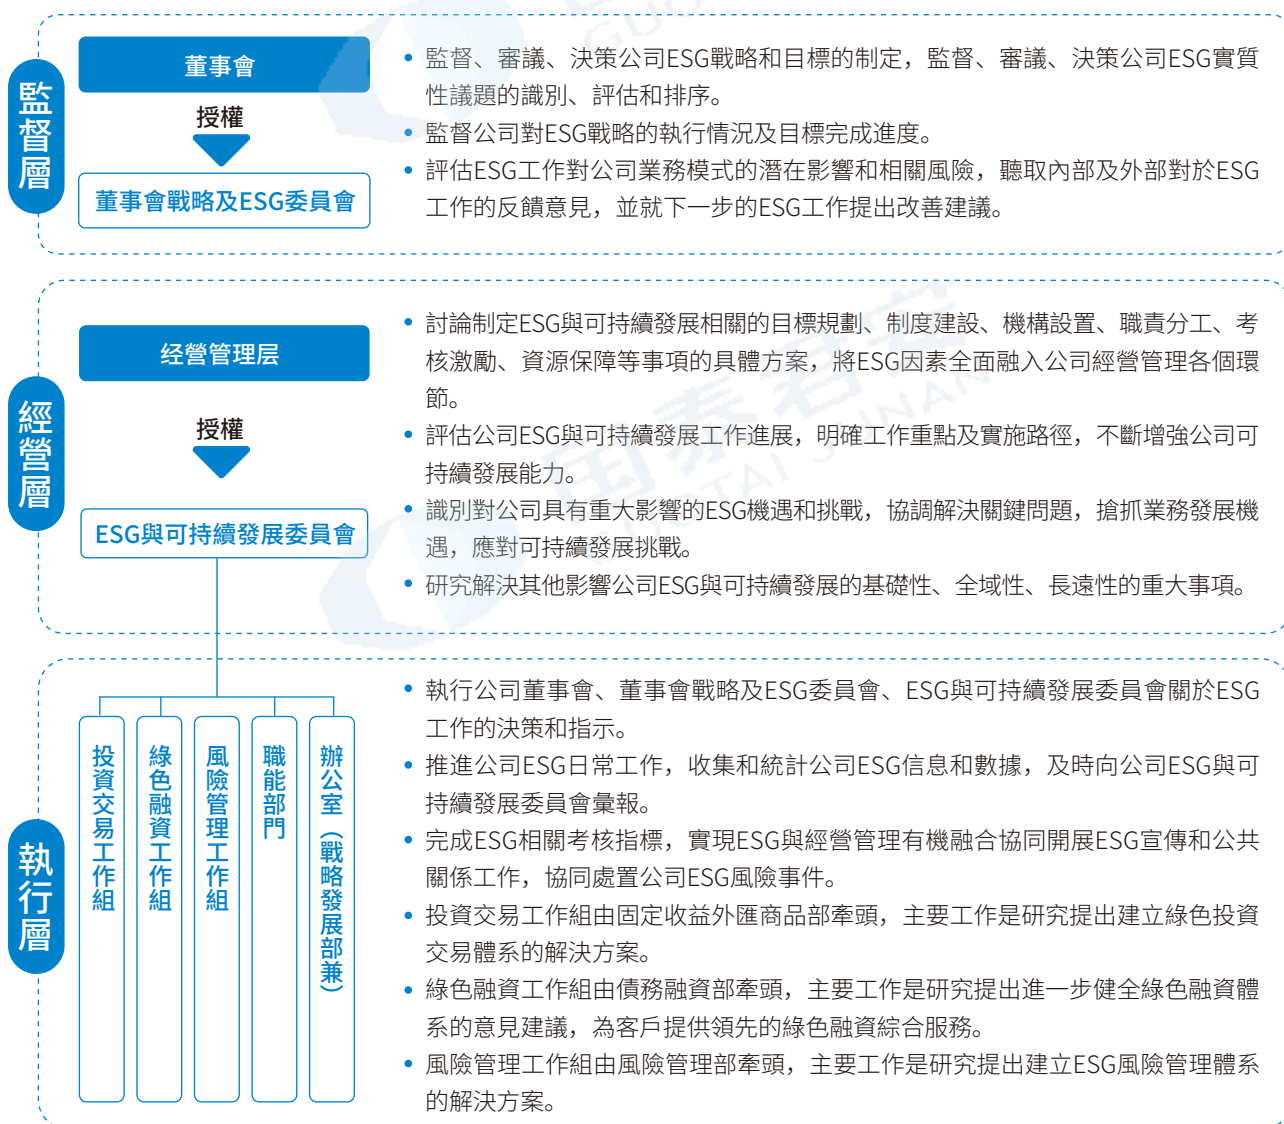 監督層
董事會
授權
董事會戰略及ESG委員會
• 監督、審議、決策公司ESG戰略和目標的制定，監督、審議、決策公司ESG實質
性議題的識別、評估和排序。
• 監督公司對ESG戰略的執行情況及目標完成進度。
• 評估ESG工作對公司業務模式的潛在影響和相關風險，聽取內部及外部對於ESG
工作的反饋意見，並就下一步的ESG工作提出改善建議。
經營層
经營管理层
授權
ESG與可持續發展委員會
• 討論制定ESG與可持續發展相關的目標規劃、制度建設、機構設置、職責分工、考
核激勵、資源保障等事項的具體方案，將ESG因素全面融入公司經營管理各個環
節。
• 評估公司ESG與可持續發展工作進展，明確工作重點及實施路徑，不斷增強公司可
持續發展能力。
• 識別對公司具有重大影響的ESG機遇和挑戰，協調解決關鍵問題，搶抓業務發展機
遇，應對可持續發展挑戰。
• 研究解決其他影響公司ESG與可持續發展的基礎性、全域性、長遠性的重大事項。
国泰君安
GUOTAI JUNAN
執行層
投資交易工作組
綠色融資工作組
風險管理工作組
職能部門
辦公室（戰略發展部兼）
• 執行公司董事會、董事會戰略及ESG委員會、ESG與可持續發展委員會關於ESG
工作的決策和指示。
• 推進公司ESG日常工作，收集和統計公司ESG信息和數據，及時向公司ESG與可
持續發展委員會彙報。
• 完成ESG相關考核指標，實現ESG與經營管理有機融合協同開展ESG宣傳和公共
關係工作，協同處置公司ESG風險事件。
• 投資交易工作組由固定收益外匯商品部牽頭，主要工作是研究提出建立綠色投資
交易體系的解決方案。
• 綠色融資工作組由債務融資部牽頭，主要工作是研究提出進一步健全綠色融資體
系的意見建議，為客戶提供領先的綠色融資綜合服務。
• 風險管理工作組由風險管理部牽頭，主要工作是研究提出建立ESG風險管理體系
的解決方案。